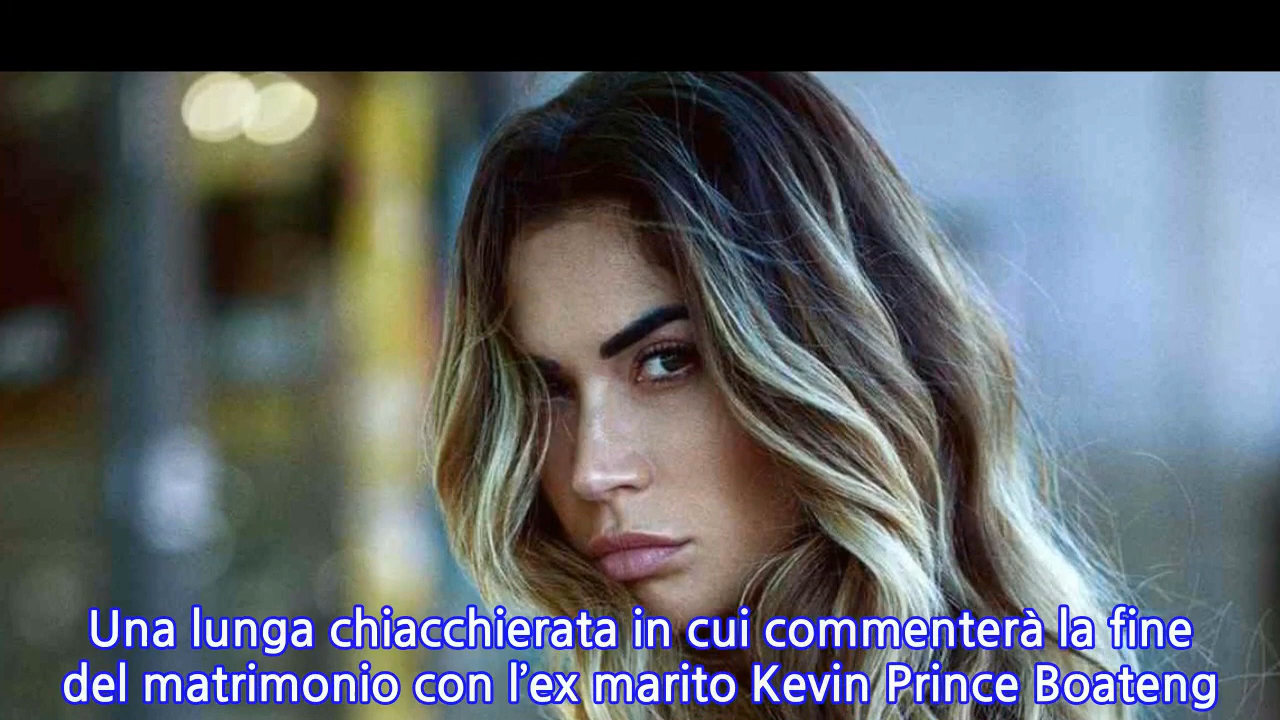 Una lunga chiacchierata in cui commenterà la fine
del matrimonio con l'ex marito Kevin Prince Boateng